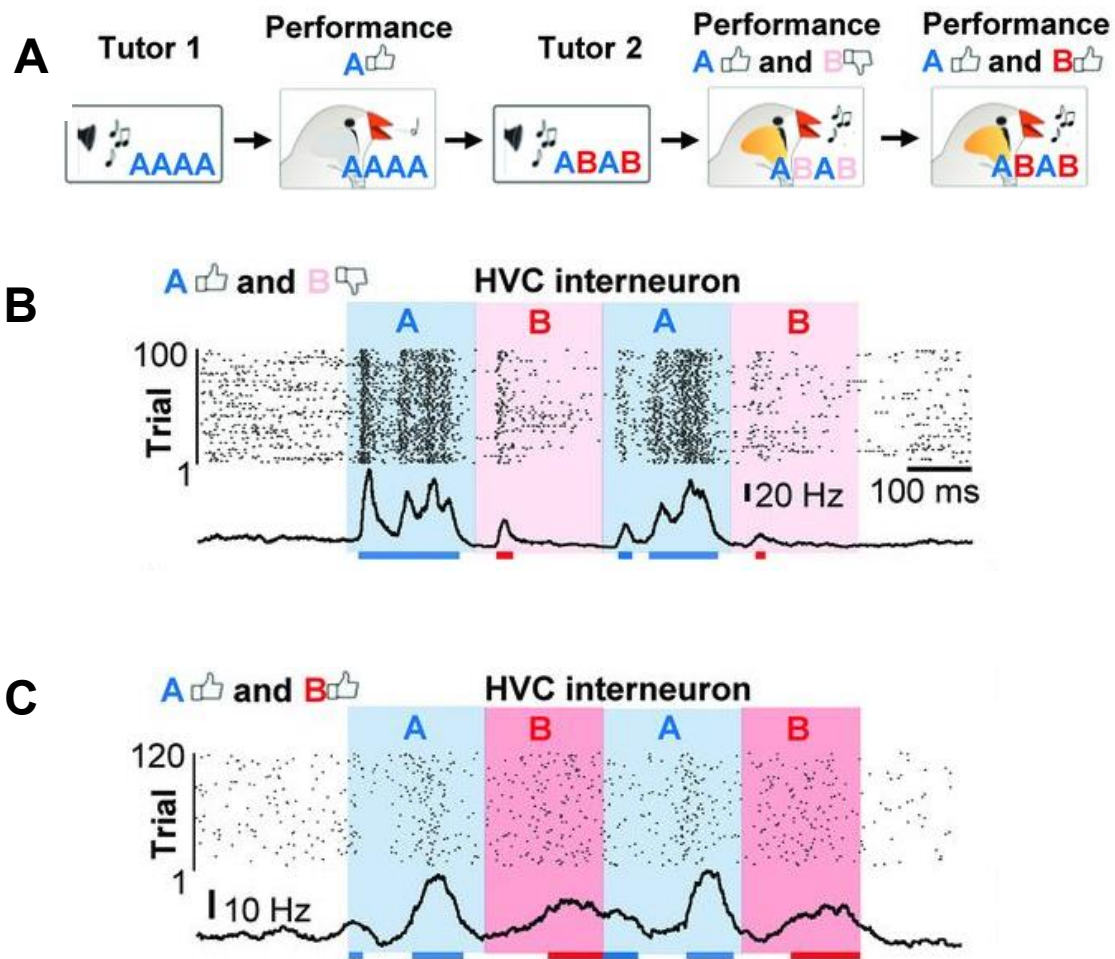 A
Tutor 1
Performance
A
Tutor 2
Performance
A and B
Performance
A and B
AAAA
AAAA
ABAB
ABAB
ABAB
B
A and B
HVC interneuron
A B A B
100
Trial
1
20 Hz
100 ms
C
A and B
HVC interneuron
A B A B
120
Trial
1
10 Hz